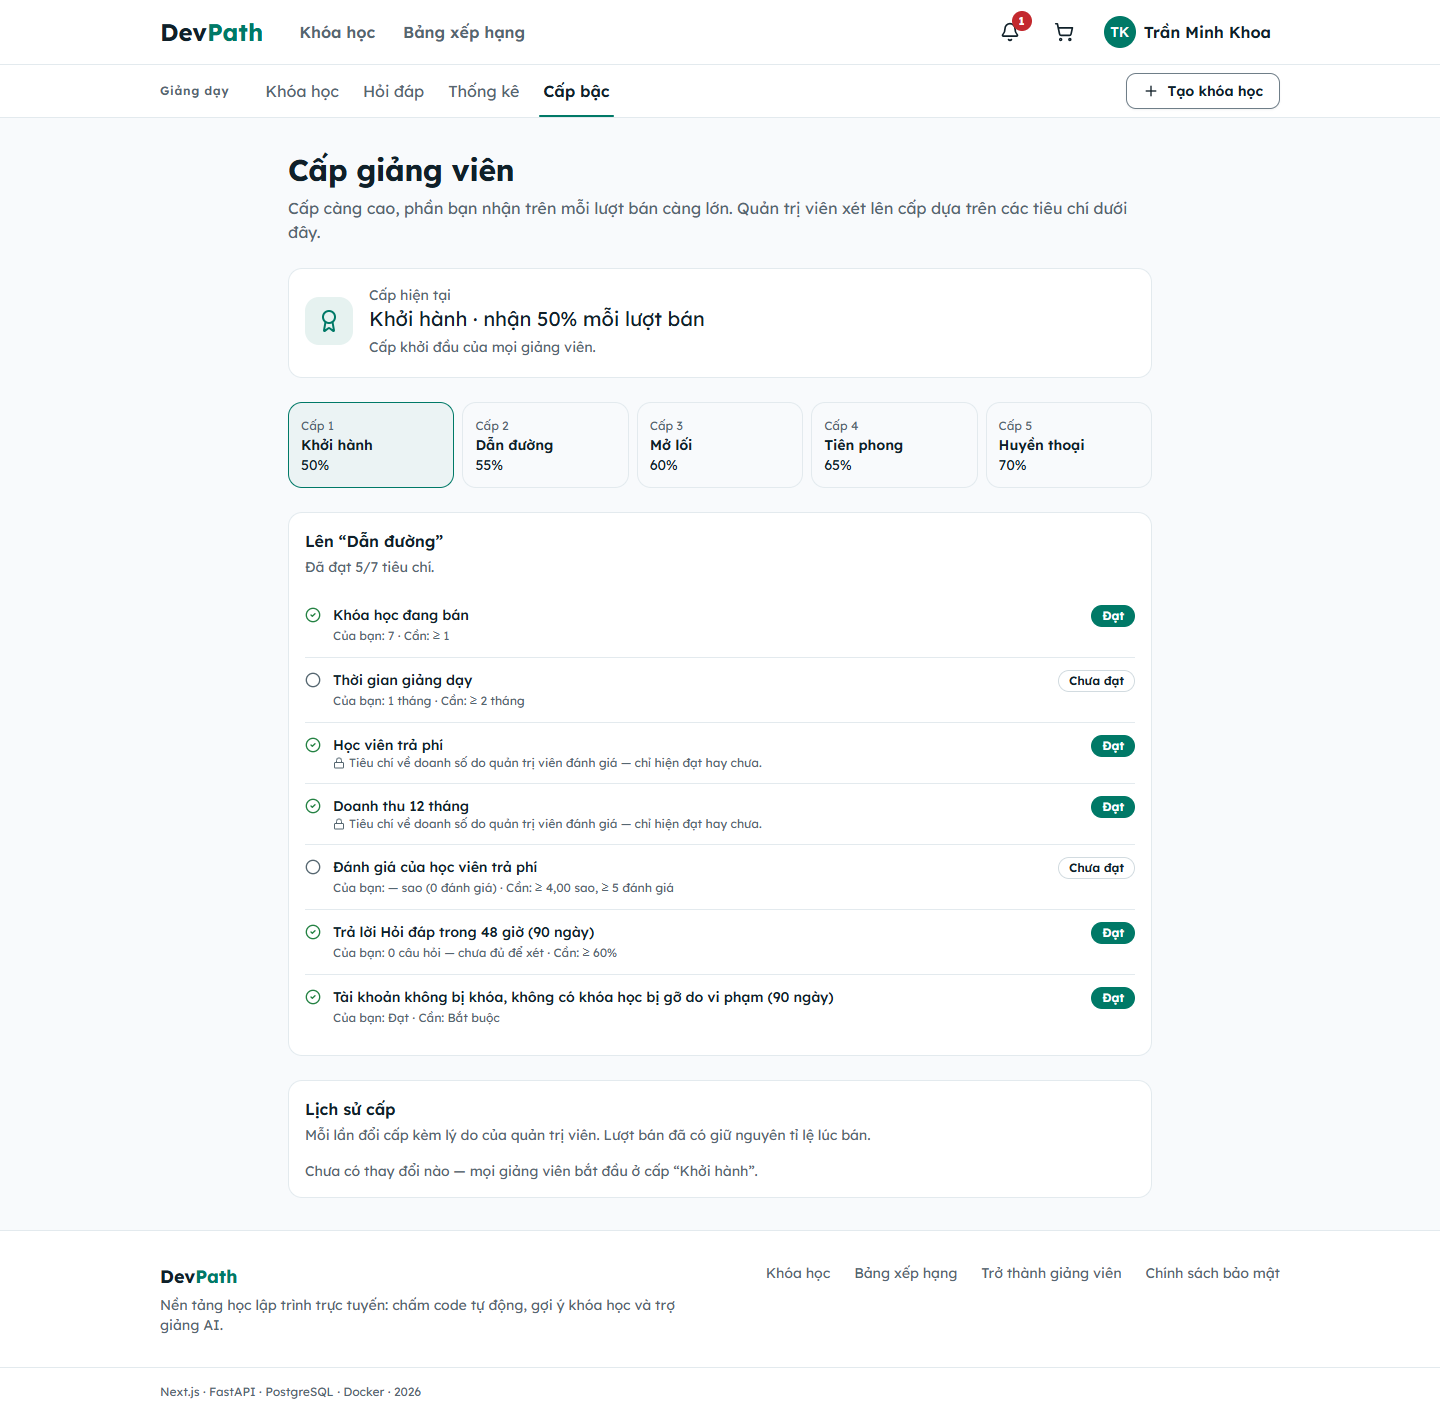 DevPath
Khóa học
Bảng xếp hạng
1
TK
Trần Minh Khoa
Giảng dạy
Khóa học
Hỏi đáp
Thống kê
Cấp bậc
Tạo khóa học
Cấp giảng viên
Cấp càng cao, phần bạn nhận trên mỗi lượt bán càng lớn. Quản trị viên xét lên cấp dựa trên các tiêu chí dưới
đây.
Cấp hiện tại
Khởi hành · nhận 50% mỗi lượt bán
Cấp khởi đầu của mọi giảng viên.
Cấp 1
Khởi hành
50%
Cấp 2
Dẫn đường
55%
Cấp 3
Mở lối
60%
Cấp 4
Tiên phong
65%
Cấp 5
Huyền thoại
70%
Lên “Dẫn đường”
Đã đạt 5/7 tiêu chí.
Khóa học đang bán
Đạt
Của bạn: 7 · Cần: ≥ 1
Thời gian giảng dạy
Chưa đạt
Của bạn: 1 tháng · Cần: ≥ 2 tháng
Học viên trả phí
Đạt
Tiêu chí về doanh số do quản trị viên đánh giá — chỉ hiện đạt hay chưa.
Doanh thu 12 tháng
Đạt
Tiêu chí về doanh số do quản trị viên đánh giá — chỉ hiện đạt hay chưa.
Đánh giá của học viên trả phí
Chưa đạt
Của bạn: — sao (0 đánh giá) · Cần: ≥ 4,00 sao, ≥ 5 đánh giá
Trả lời Hỏi đáp trong 48 giờ (90 ngày)
Đạt
Của bạn: 0 câu hỏi — chưa đủ để xét · Cần: ≥ 60%
Tài khoản không bị khóa, không có khóa học bị gỡ do vi phạm (90 ngày)
Đạt
Của bạn: Đạt · Cần: Bắt buộc
Lịch sử cấp
Mỗi lần đổi cấp kèm lý do của quản trị viên. Lượt bán đã có giữ nguyên tỉ lệ lúc bán.
Chưa có thay đổi nào — mọi giảng viên bắt đầu ở cấp “Khởi hành”.
DevPath
Nền tảng học lập trình trực tuyến: chấm code tự động, gợi ý khóa học và trợ
giảng AI.
Khóa học
Bảng xếp hạng
Trở thành giảng viên
Chính sách bảo mật
Next.js · FastAPI · PostgreSQL · Docker · 2026